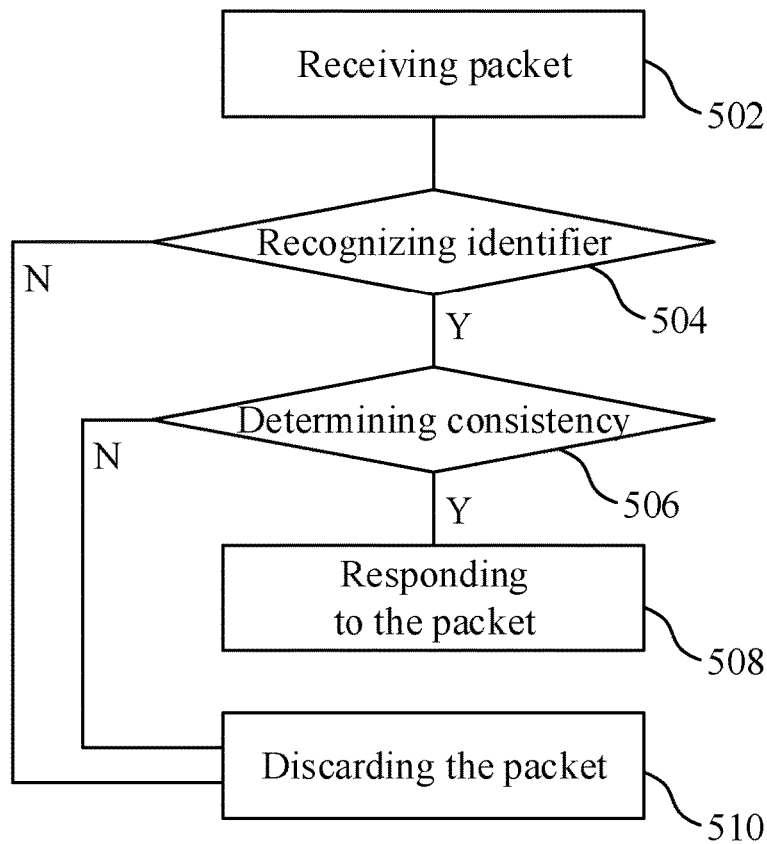 Receiving packet
502
Recognizing identifier
N
504
Y
Determining consistency
N
506
Y
Responding
to the packet
508
Discarding the packet
510